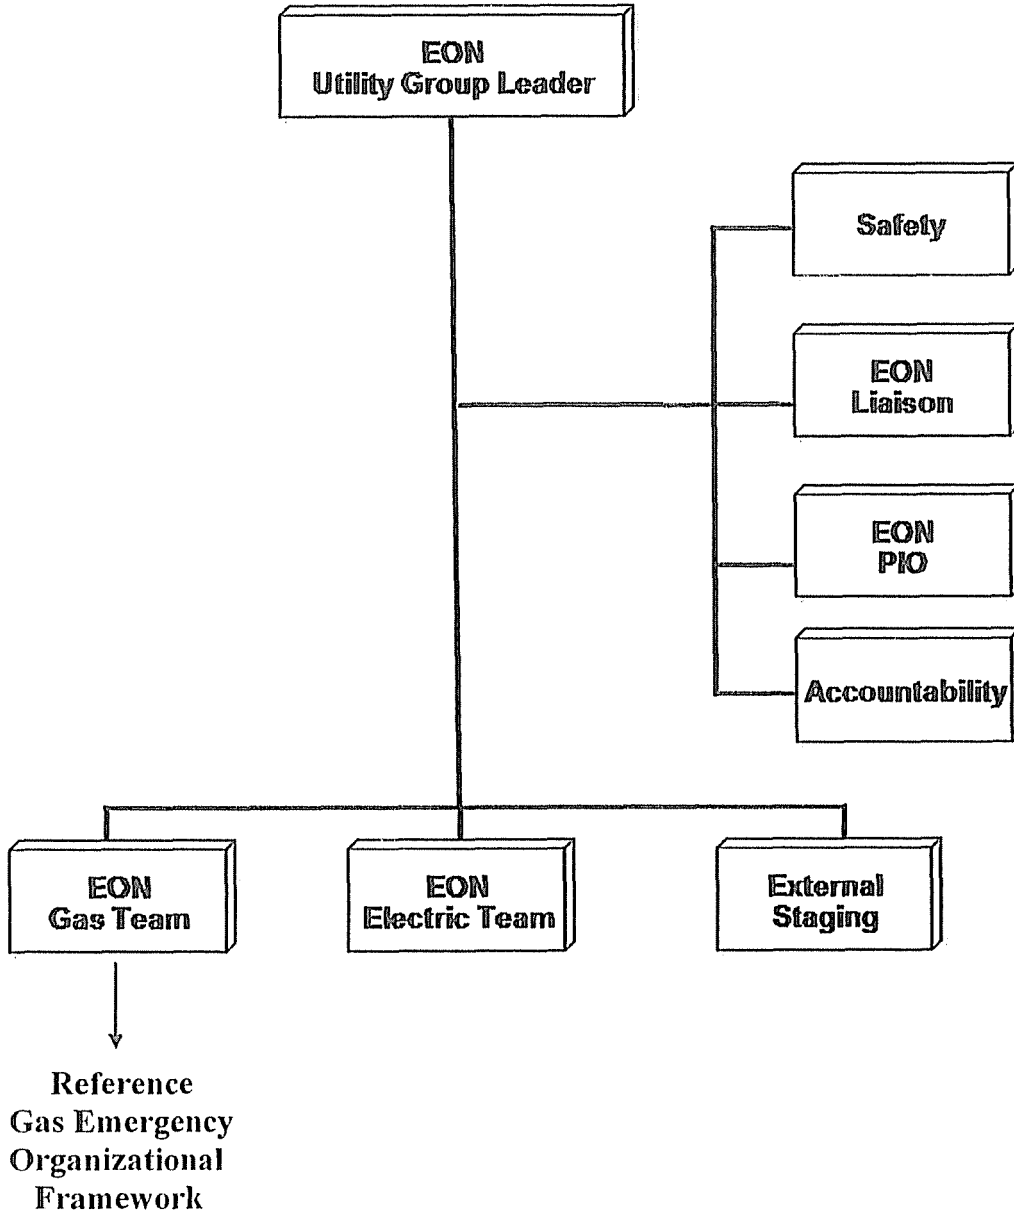 EON
Utility Group Leader
Safety
EON
Liaison
EON
PIO
Accountability
EON
Gas Team
EON
Electric Team
External
Staging
Reference
Gas Emergency
Organizational
Framework